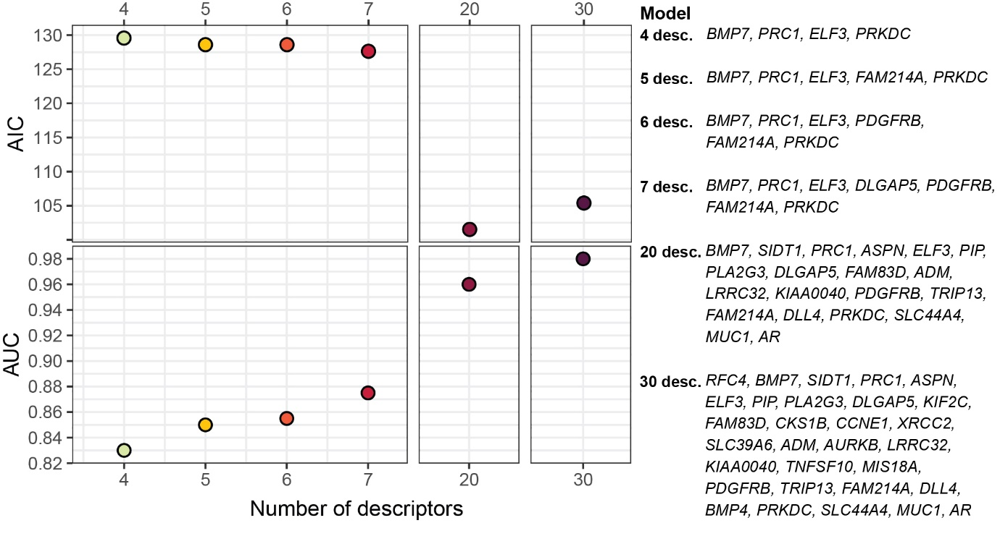 4 5 6 7 20 30
130
125
120
115
110
105
AIC
0.98
0.96
0.94
0.92
0.90
0.88
0.86
0.84
0.82
AUC
4 5 6 7 20 30
Number of descriptors
Model
4 desc. BMP7, PRC1, ELF3, PRKDC
5 desc. BMP7, PRC1, ELF3, FAM214A, PRKDC
6 desc. BMP7, PRC1, ELF3, PDGFRB,
FAM214A, PRKDC
7 desc. BMP7, PRC1, ELF3, DLGAP5, PDGFRB,
FAM214A, PRKDC
20 desc. BMP7, SIDT1, PRC1, ASPN, ELF3, PIP,
PLA2G3, DLGAP5, FAM83D, ADM,
LRRC32, KIAA0040, PDGFRB, TRIP13,
FAM214A, DLL4, PRKDC, SLC44A4,
MUC1, AR
30 desc. RFC4, BMP7, SIDT1, PRC1, ASPN,
ELF3, PIP, PLA2G3, DLGAP5, KIF2C,
FAM83D, CKS1B, CCNE1, XRCC2,
SLC39A6, ADM, AURKB, LRRC32,
KIAA0040, TNFSF10, MIS18A,
PDGFRB, TRIP13, FAM214A, DLL4,
BMP4, PRKDC, SLC44A4, MUC1, AR